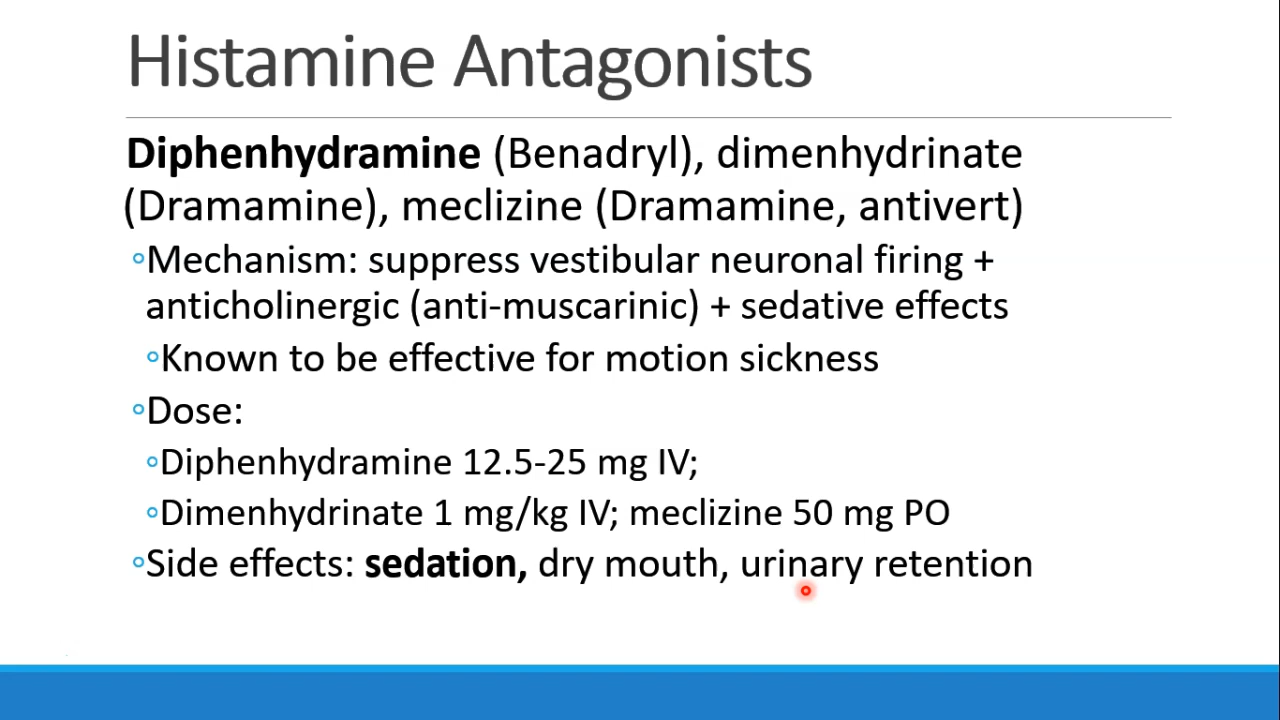 Histamine Antagonists
Diphenhydramine (Benadryl), dimenhydrinate
(Dramamine), meclizine (Dramamine, antivert)
◦Mechanism: suppress vestibular neuronal firing +
anticholinergic (anti-muscarinic) + sedative effects
◦Known to be effective for motion sickness
◦Dose:
◦Diphenhydramine 12.5-25 mg IV;
◦Dimenhydrinate 1 mg/kg IV; meclizine 50 mg PO
◦Side effects: sedation, dry mouth, urinary retention